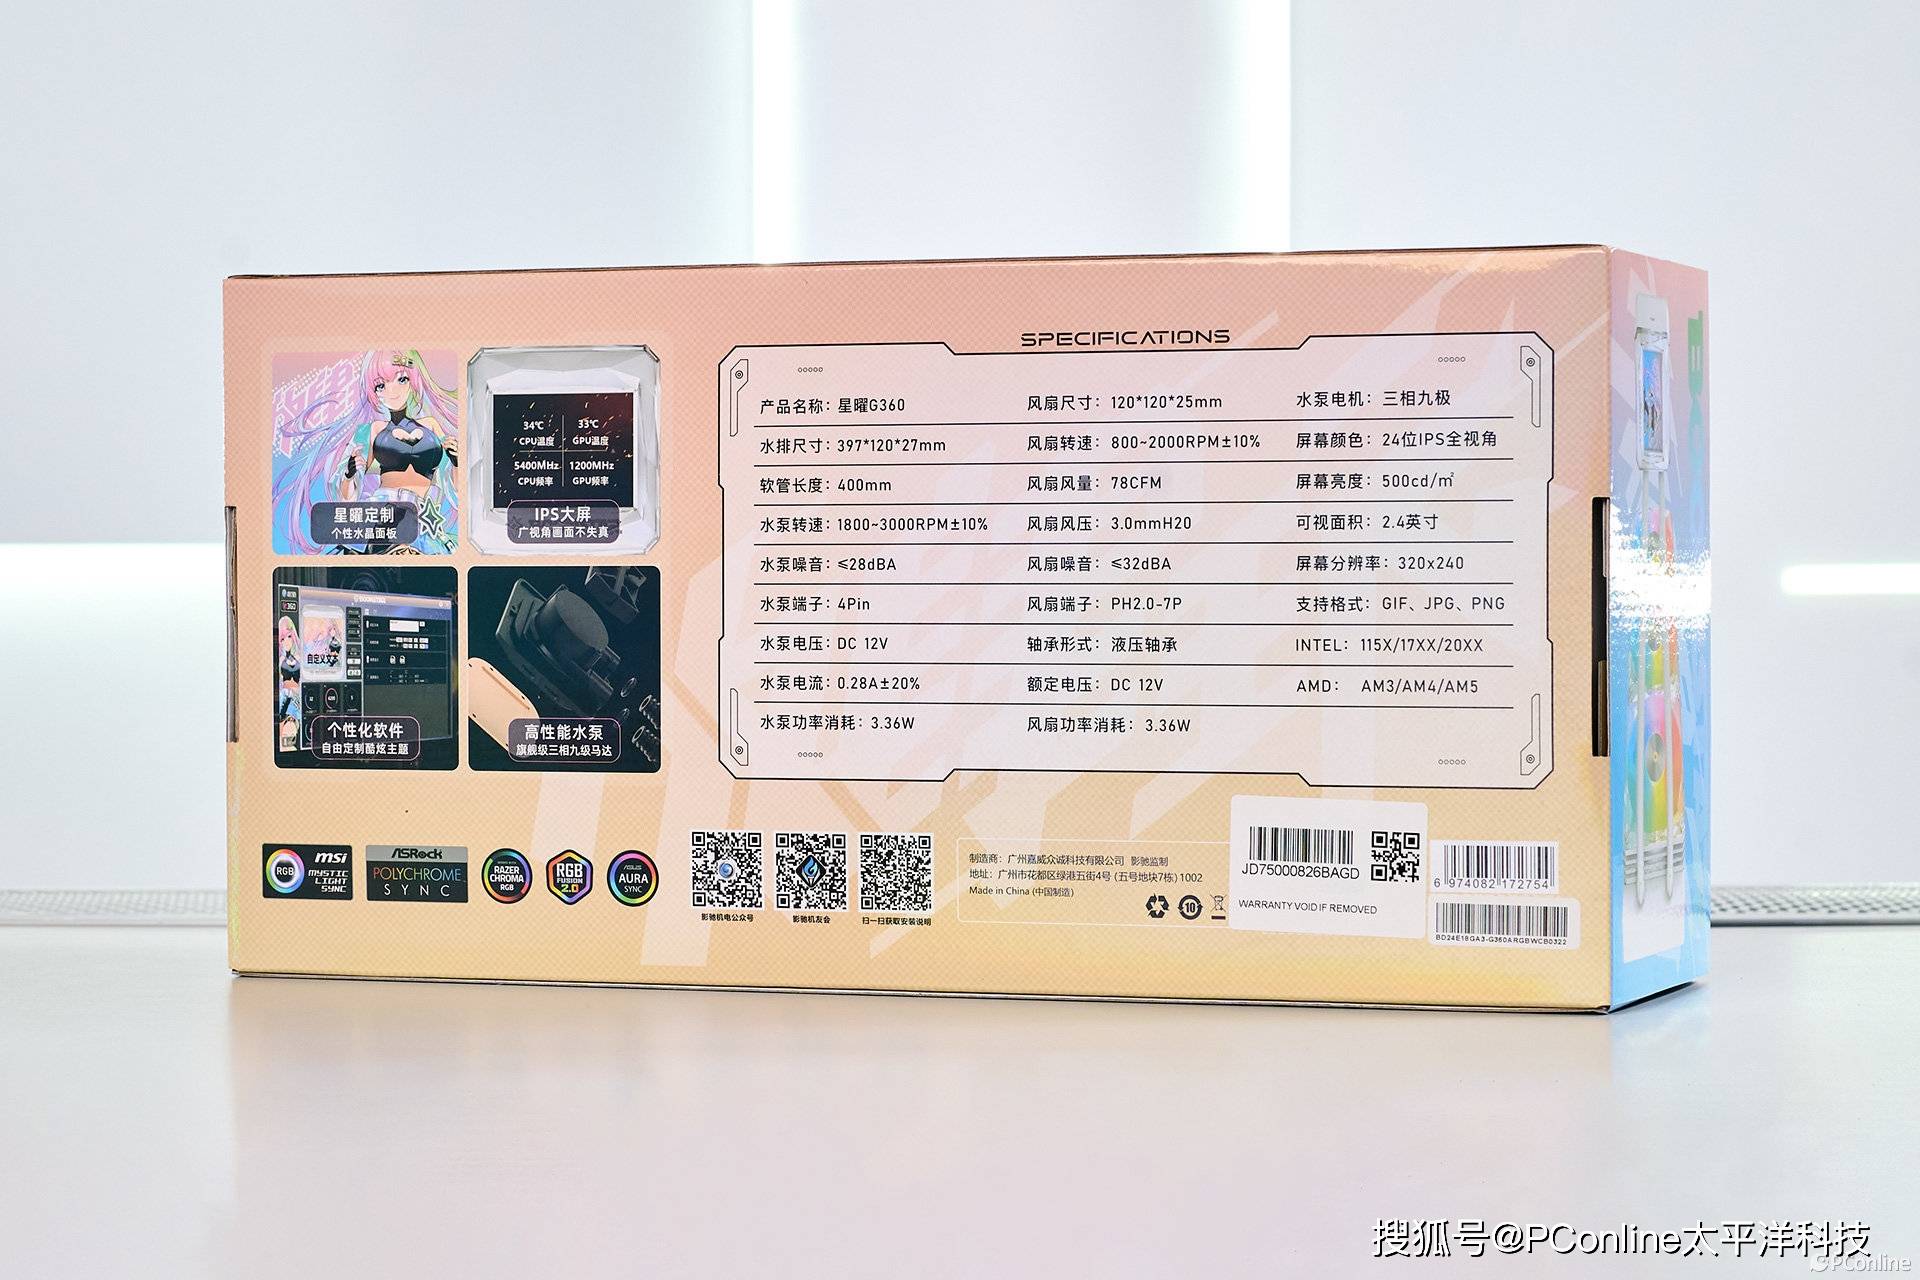 SPECIFICATIONS
产品名称：星曜G360
水排尺寸：397*120*27mm
软管长度：400mm
水泵转速：1800~3000RPM±10%
水泵噪音：≤28dBA
水泵端子：4Pin
水泵电压：DC 12V
水泵电流：0.28A±20%
水泵功率消耗：3.36W
风扇尺寸：120*120*25mm
风扇转速：800~2000RPM±10%
风扇风量：78CFM
风扇风压：3.0mmH20
风扇噪音：≤32dBA
风扇端子：PH2.0-7P
轴承形式：液压轴承
额定电压：DC 12V
风扇功率消耗：3.36W
水泵电机：三相九极
屏幕颜色：24位IPS全视角
屏幕亮度：500cd/㎡
可视面积：2.4英寸
屏幕分辨率：320x240
支持格式：GIF、JPG、PNG
INTEL：115X/17XX/20XX
AMD：AM3/AM4/AM5
星曜定制
个性水晶面板
34℃ 33℃
CPU温度 GPU温度
5400MHz 1200MHz
CPU频率 GPU频率
IPS大屏
广视角画面不失真
自定义文本
个性化软件
自由定制酷炫主题
高性能水泵
旗舰级三相九级马达
RGB
msi
MYSTIC
LIGHT
SYNC
ASRock
POLYCHROME
SYNC
RAZER
CHROMA
RGB
RGB
FUSION
2.0
ASUS
AURA
SYNC
影驰机电公众号
影驰机友会
扫一扫获取安装说明
制造商：广州嘉威众诚科技有限公司 影驰监制
地址：广州市花都区绿港五街4号 (五号地块7栋) 1002
Made in China (中国制造)
10
JD75000826BAGD
WARRANTY VOID IF REMOVED
6 974082 172754
BD24E18GA3-G360ARGBWCB0322
搜狐号@PConline太平洋科技
PConline